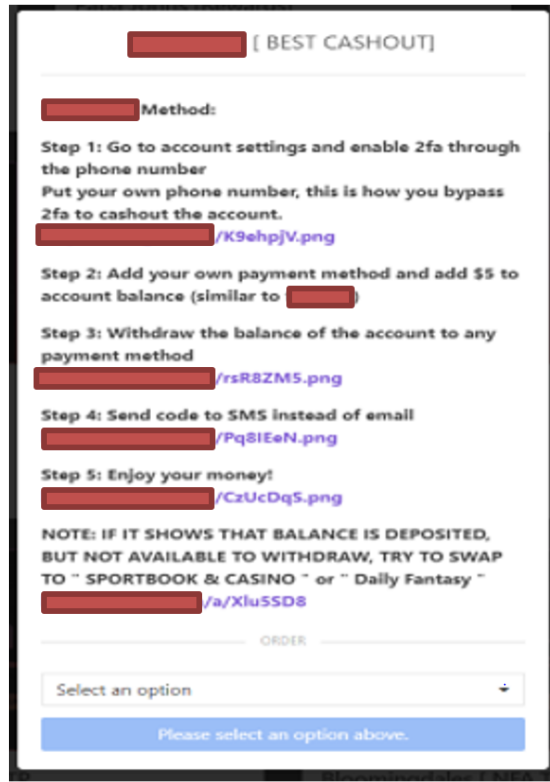 [ BEST CASHOUT]
Method:
Step 1: Go to account settings and enable 2fa through
the phone number
Put your own phone number, this is how you bypass
2fa to cashout the account.
/K9ehpjV.png
Step 2: Add your own payment method and add $5 to
account balance (similar to )
Step 3: Withdraw the balance of the account to any
payment method
/rsR8ZM5.png
Step 4: Send code to SMS instead of email
/Pq8IEeN.png
Step 5: Enjoy your money!
/CzUcDqS.png
NOTE: IF IT SHOWS THAT BALANCE IS DEPOSITED,
BUT NOT AVAILABLE TO WITHDRAW, TRY TO SWAP
TO " SPORTBOOK & CASINO " or " Daily Fantasy "
/a/Xlu5SD8
ORDER
Select an option
Please select an option above.